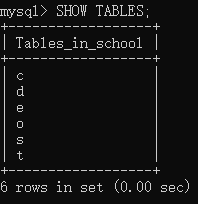 mysql> SHOW TABLES;
+------------------+
| Tables_in_school |
+------------------+
| c                |
| d                |
| e                |
| o                |
| s                |
| t                |
+------------------+
6 rows in set (0.00 sec)